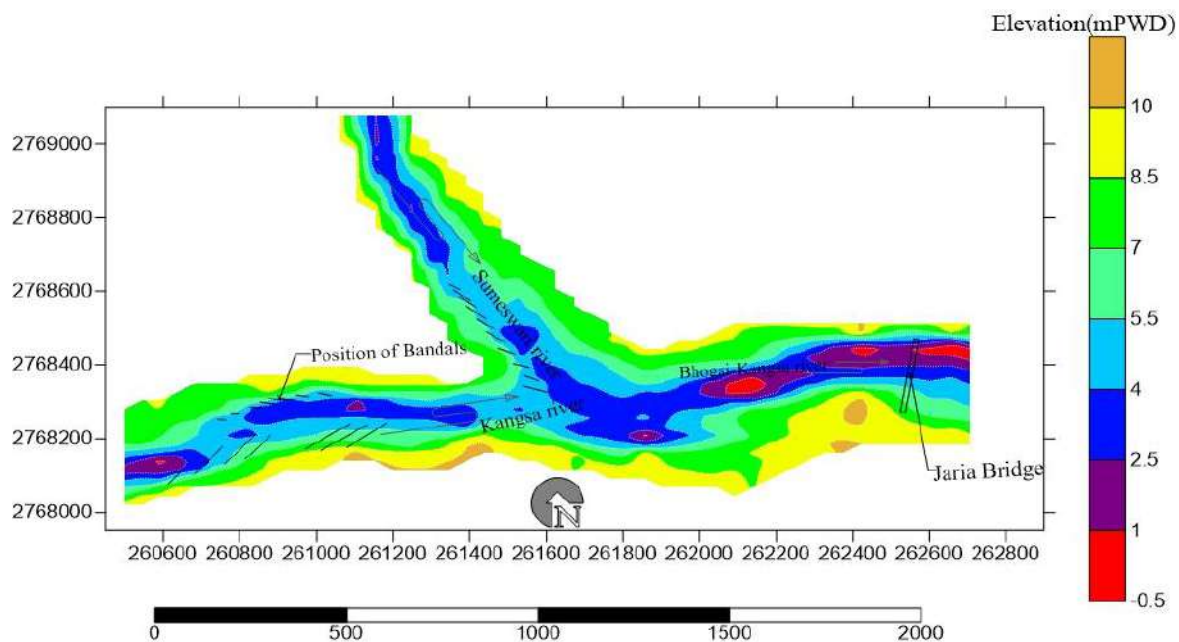 Elevation(mPWD)
10
8.5
7
5.5
4
2.5
1
-0.5
2769000
2768800
2768600
2768400
2768200
2768000
Sumeswari river
Position of Bandals
Bhogai-Kangsa river
Kangsa river
Jaria Bridge
N
260600 260800 261000 261200 261400 261600 261800 262000 262200 262400 262600 262800
0 500 1000 1500 2000